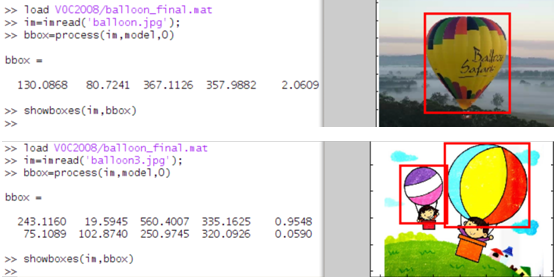 >> load VOC2008/balloon_final.mat
>> im=imread('balloon.jpg');
>> bbox=process(im,model,0)
bbox =
130.0868 80.7241 367.1126 357.9882 2.0609
>> showboxes(im,bbox)
>>
Balloon
Safaris
>> load VOC2008/balloon_final.mat
>> im=imread('balloon3.jpg');
>> bbox=process(im,model,0)
bbox =
243.1160 19.5945 560.4007 335.1625 0.9548
75.1089 102.8740 250.9745 320.0926 0.0590
>> showboxes(im,bbox)
>>